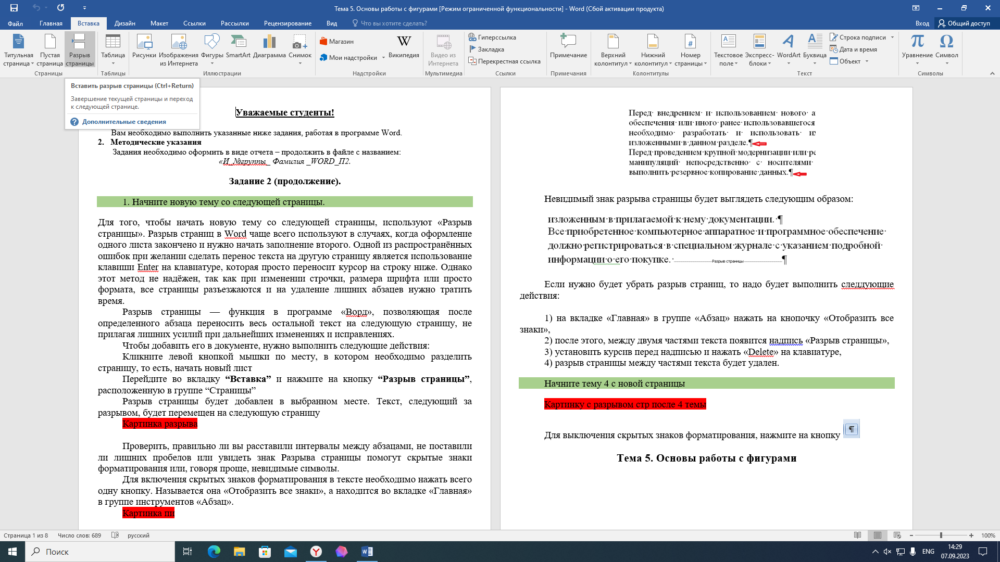 Тема 5. Основы работы с фигурами [Режим ограниченной функциональности] - Word (Сбой активации продукта)
Файл Главная Вставка Дизайн Макет Ссылки Рассылки Рецензирование Вид Что вы хотите сделать? Вход Общий доступ
Титульная страница
Пустая страница
Разрыв страницы
Таблица
Рисунки
Изображения из Интернета
Фигуры
SmartArt
Диаграмма
Снимок
Магазин
Мои надстройки
W
Википедия
Видео из Интернета
Гиперссылка
Закладка
Перекрестная ссылка
Примечание
Верхний колонтитул
Нижний колонтитул
Номер страницы
Текстовое поле
Экспресс-блоки
WordArt
Буквица
Строка подписи
Дата и время
Объект
π
Уравнение
Ω
Символ
Страницы Таблицы Иллюстрации Надстройки Мультимедиа Ссылки Примечания Колонтитулы Текст Символы
Вставить разрыв страницы (Ctrl+Return)
Завершение текущей страницы и переход
к следующей странице.
Дополнительные сведения
Уважаемые студенты!
Вам необходимо выполнить указанные ниже задания, работая в программе Word.
2. Методические указания
Задания необходимо оформить в виде отчета – продолжить в файле с названием:
«И_№группы_ Фамилия _WORD_П2.
Задание 2 (продолжение).
1. Начните новую тему со следующей страницы.
Для того, чтобы начать новую тему со следующей страницы, используют «Разрыв
страницы». Разрыв страниц в Word чаще всего используют в случаях, когда оформление
одного листа закончено и нужно начать заполнение второго. Одной из распространённых
ошибок при желании сделать перенос текста на другую страницу является использование
клавиши Enter на клавиатуре, которая просто переносит курсор на строку ниже. Однако
этот метод не надёжен, так как при изменении строчки, размера шрифта или просто
формата, все страницы разъезжаются и на удаление лишних абзацев нужно тратить
время.
Разрыв страницы — функция в программе «Ворд», позволяющая после
определенного абзаца переносить весь остальной текст на следующую страницу, не
прилагая лишних усилий при дальнейших изменениях и исправлениях.
Чтобы добавить его в документе, нужно выполнить следующие действия:
Кликните левой кнопкой мышки по месту, в котором необходимо разделить
страницу, то есть, начать новый лист
Перейдите во вкладку “Вставка” и нажмите на кнопку “Разрыв страницы”,
расположенную в группе “Страницы”
Разрыв страницы будет добавлен в выбранном месте. Текст, следующий за
разрывом, будет перемещен на следующую страницу
Картинка разрыва
Проверить, правильно ли вы расставили интервалы между абзацами, не поставили
ли лишних пробелов или увидеть знак Разрыва страницы помогут скрытые знаки
форматирования или, говоря проще, невидимые символы.
Для включения скрытых знаков форматирования в тексте необходимо нажать всего
одну кнопку. Называется она «Отобразить все знаки», а находится во вкладке «Главная»
в группе инструментов «Абзац».
Картинка пи
Перед· внедрением· и· использованием· нового· а
обеспечения· или· иного· ранее· использовавшегося
необходимо· разработать· и· использовать·
изложенными·в·данном·разделе.¶
Перед·проведением·крупной·модернизации·или·ре
манипуляций· непосредственно· с· носителями·
выполнить·резервное·копирование·данных.¶
Невидимый знак разрыва страницы будет выглядеть следующим образом:
изложенным·в·прилагаемой·к·нему·документации.·¶
Все·приобретенное·компьютерное·аппаратное·и·программное·обеспечение·
должно·регистрироваться·в·специальном·журнале·с·указанием·подробной·
информации·о·его·покупке.·Разрыв страницы¶
Если нужно будет убрать разрыв страниц, то надо будет выполнить следдующие
действия:
1) на вкладке «Главная» в группе «Абзац» нажать на кнопочку «Отобразить все
знаки»,
2) после этого, между двумя частями текста появится надпись «Разрыв страницы»,
3) установить курсив перед надписью и нажать «Delete» на клавиатуре,
4) разрыв страницы между частями текста будет удален.
Начните тему 4 с новой страницы
Картинку с разрывом стр после 4 темы
Для выключения скрытых знаков форматирования, нажмите на кнопку ¶
Тема 5. Основы работы с фигурами
Страница 1 из 8 Число слов: 689 русский 100%
Поиск
ENG
14:29
07.09.2023